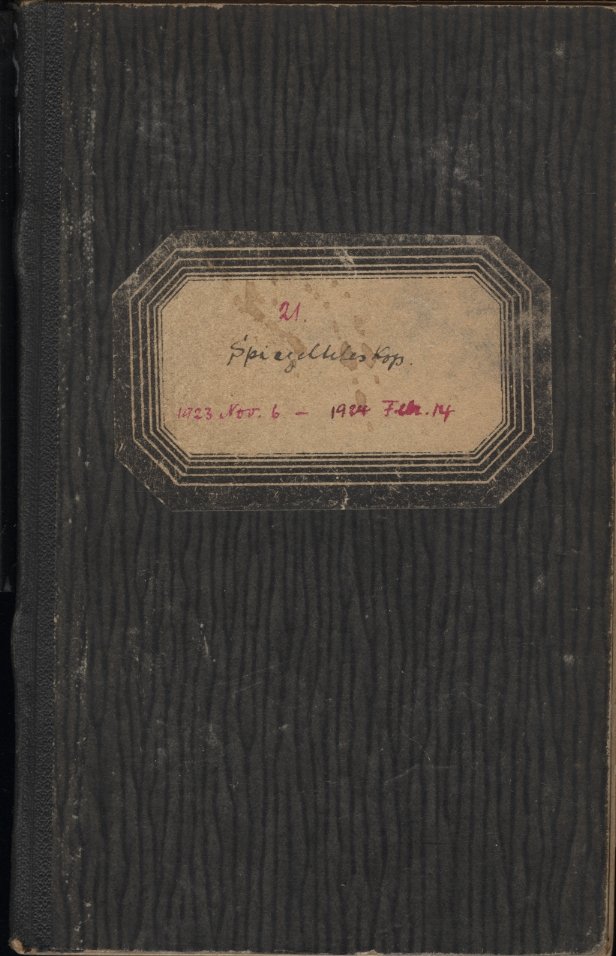 21.
Spiegelteleskop.
1923 Nov. 6 – 1924 Febr. 14